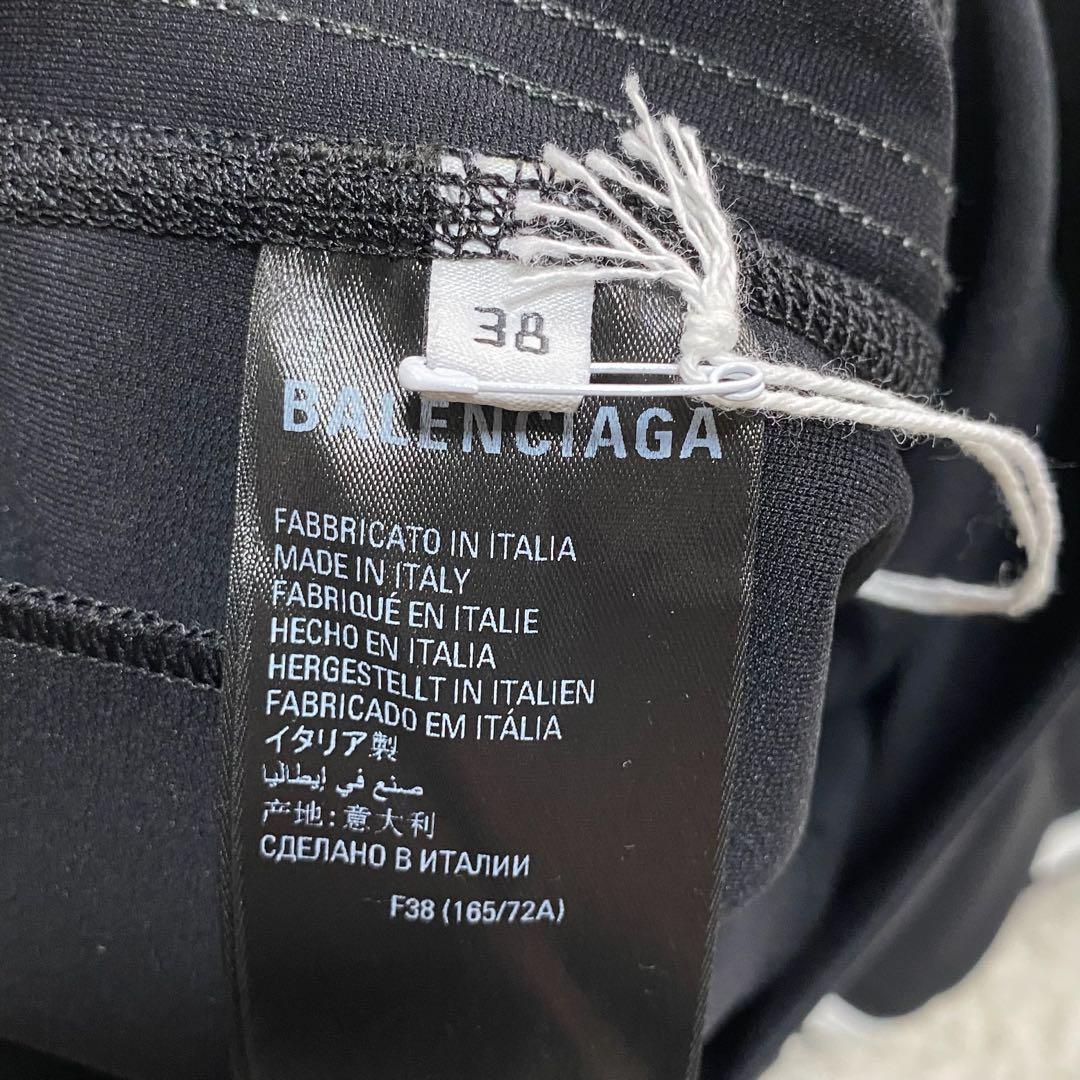 38
BALENCIAGA
FABBRICATO IN ITALIA
MADE IN ITALY
FABRIQUÉ EN ITALIE
HECHO EN ITALIA
HERGESTELLT IN ITALIEN
FABRICADO EM ITÁLIA
イタリア製
صنع في إيطاليا
产地:意大利
СДЕЛАНО В ИТАЛИИ
F38 (165/72A)